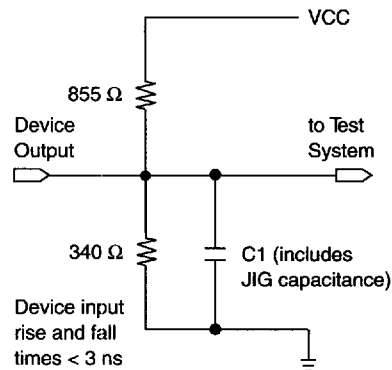 VCC
855 Ω
Device
Output
to Test
System
340 Ω
C1 (includes
JIG capacitance)
Device input
rise and fall
times < 3 ns